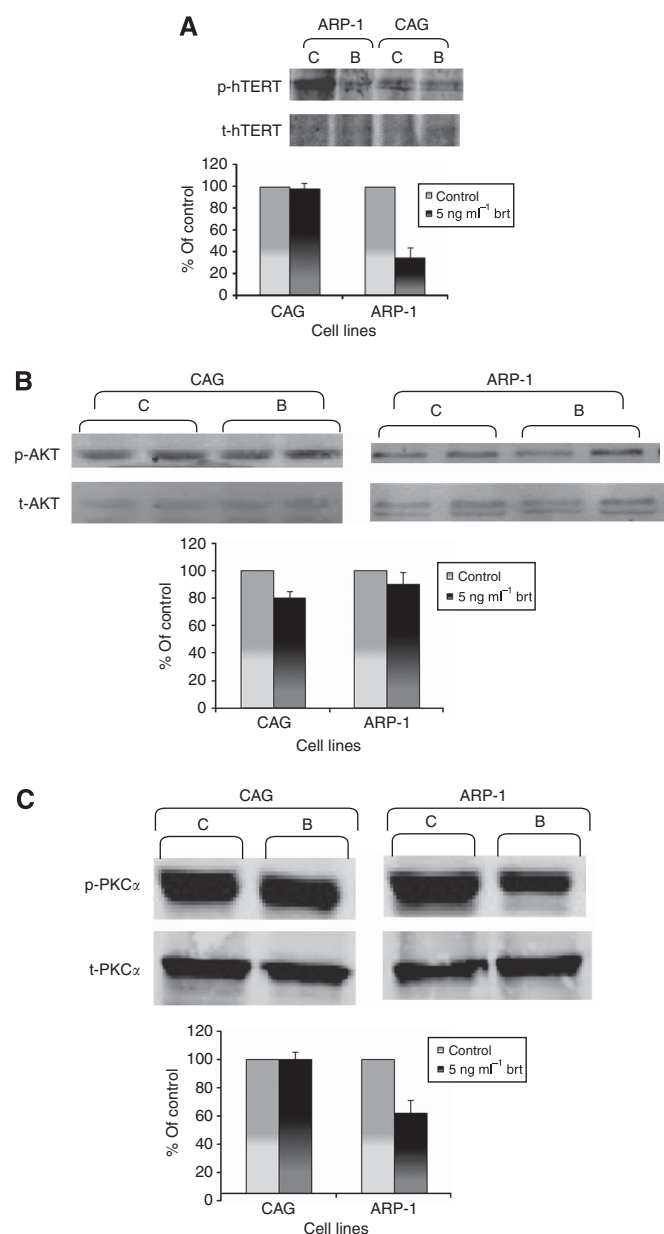 A
ARP-1 CAG
C B C B
p-hTERT
t-hTERT
120
100
80
60
40
20
0
% Of control
Control
5 ng ml⁻¹ brt
CAG ARP-1
Cell lines
B
CAG ARP-1
C B C B
p-AKT
t-AKT
120
100
80
60
40
20
0
% Of control
Control
5 ng ml⁻¹ brt
CAG ARP-1
Cell lines
C
CAG ARP-1
C B C B
p-PKCα
t-PKCα
120
100
80
60
40
20
0
% Of control
Control
5 ng ml⁻¹ brt
CAG ARP-1
Cell lines